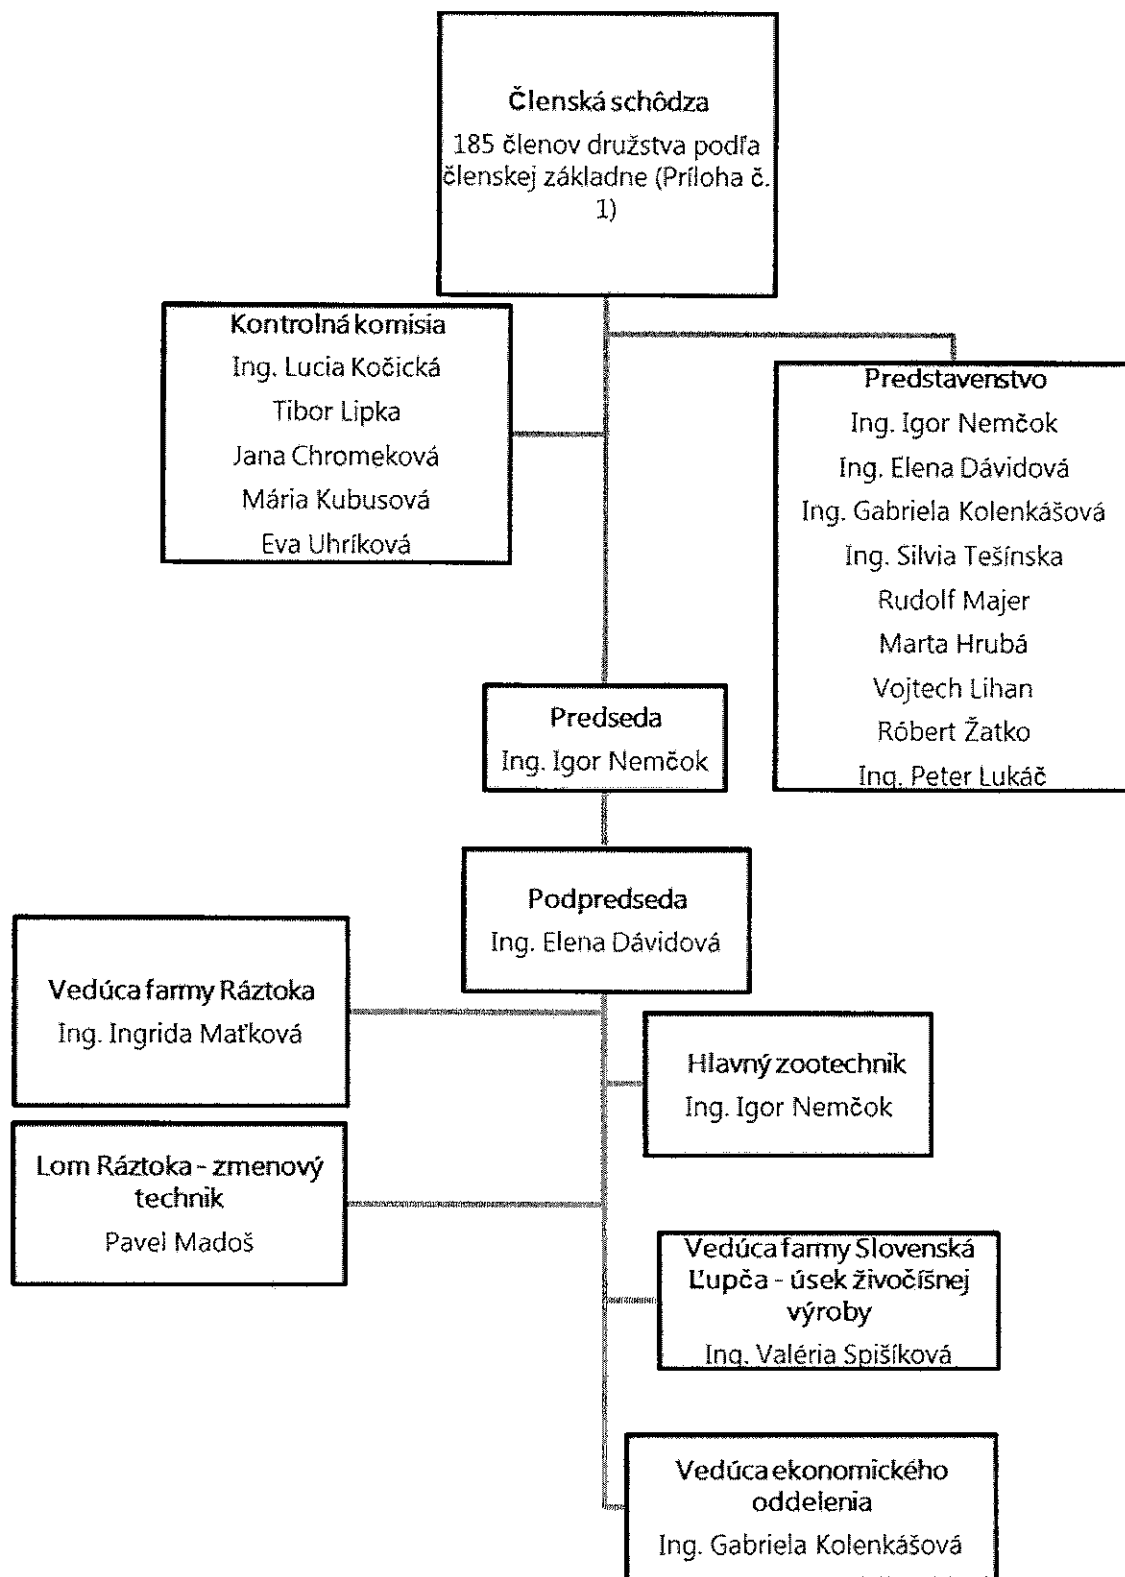 Členská schôdza
185 členov družstva podľa
členskej základne (Príloha č.
1)
Kontrolná komisia
Ing. Lucia Kočická
Tibor Lipka
Jana Chromeková
Mária Kubusová
Eva Uhríková
Predstavenstvo
Ing. Igor Nemčok
Ing. Elena Dávidová
Ing. Gabriela Kolenkášová
Ing. Silvia Tešínska
Rudolf Majer
Marta Hrubá
Vojtech Lihan
Róbert Žatko
Ing. Peter Lukáč
Predseda
Ing. Igor Nemčok
Podpredseda
Ing. Elena Dávidová
Vedúca farmy Ráztoka
Ing. Ingrida Maťková
Hlavný zootechnik
Ing. Igor Nemčok
Lom Ráztoka - zmenový
technik
Pavel Madoš
Vedúca farmy Slovenská
Ľupča - úsek živočíšnej
výroby
Ing. Valéria Spišíková
Vedúca ekonomického
oddelenia
Ing. Gabriela Kolenkášová